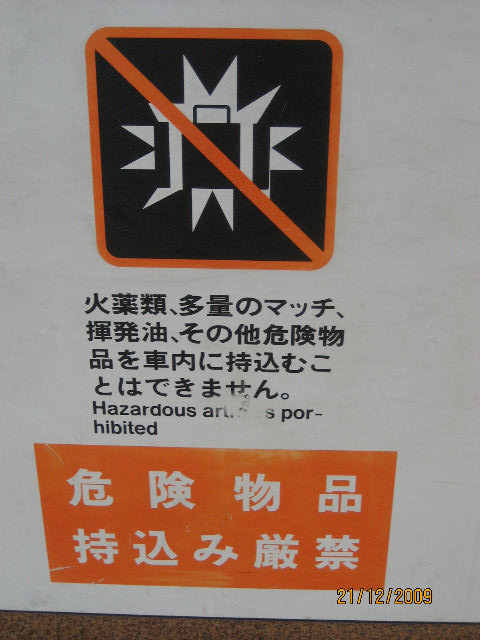 火薬類、多量のマッチ、
揮発油、その他危険物
品を車内に持込むこ
とはできません。
Hazardous por-
hibited
危険物品
持込み厳禁
21/12/2009